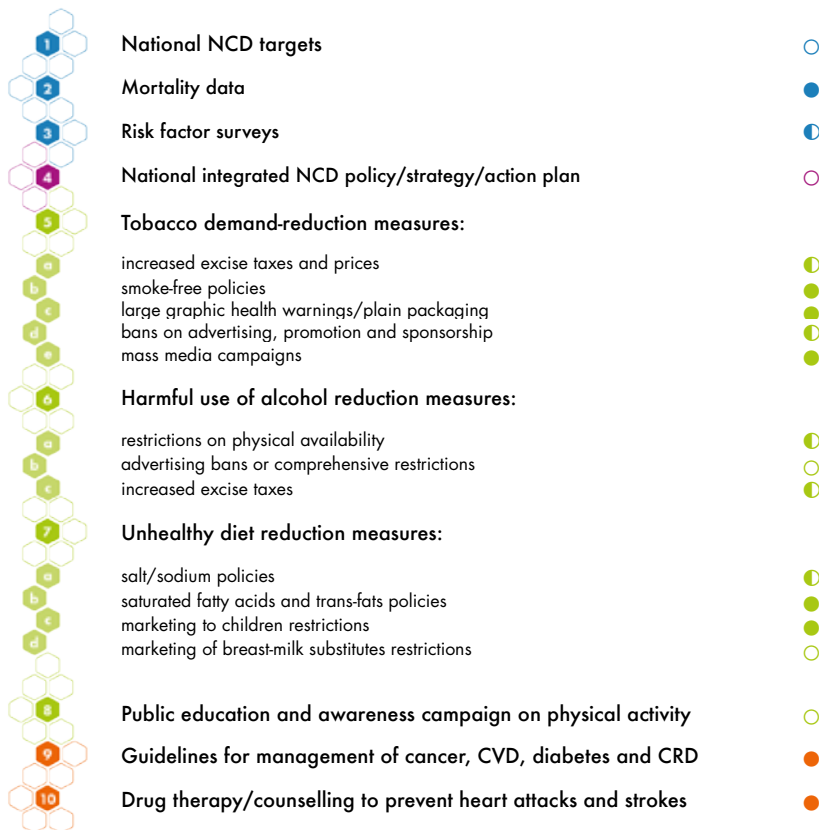 1 National NCD targets
2 Mortality data
3 Risk factor surveys
4 National integrated NCD policy/strategy/action plan
5 Tobacco demand-reduction measures:
a increased excise taxes and prices
b smoke-free policies
c large graphic health warnings/plain packaging
d bans on advertising, promotion and sponsorship
e mass media campaigns
6 Harmful use of alcohol reduction measures:
a restrictions on physical availability
b advertising bans or comprehensive restrictions
c increased excise taxes
7 Unhealthy diet reduction measures:
a salt/sodium policies
b saturated fatty acids and trans-fats policies
c marketing to children restrictions
d marketing of breast-milk substitutes restrictions
8 Public education and awareness campaign on physical activity
9 Guidelines for management of cancer, CVD, diabetes and CRD
10 Drug therapy/counselling to prevent heart attacks and strokes